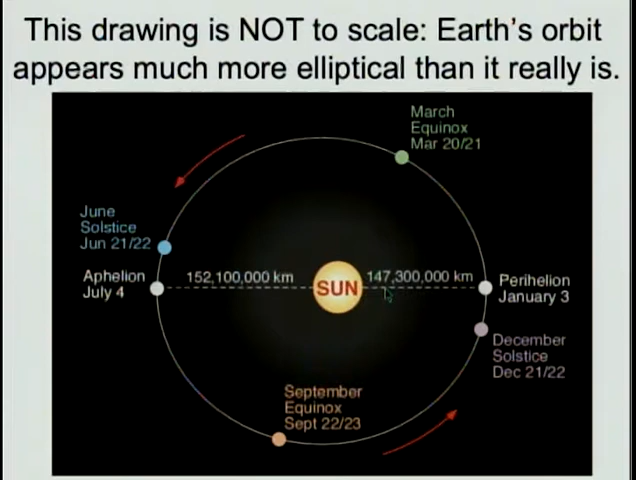 This drawing is NOT to scale: Earth's orbit
appears much more elliptical than it really is.
March
Equinox
Mar 20/21
June
Solstice
Jun 21/22
Aphelion
July 4
152,100,000 km
SUN
147,300,000 km
Perihelion
January 3
December
Solstice
Dec 21/22
September
Equinox
Sept 22/23